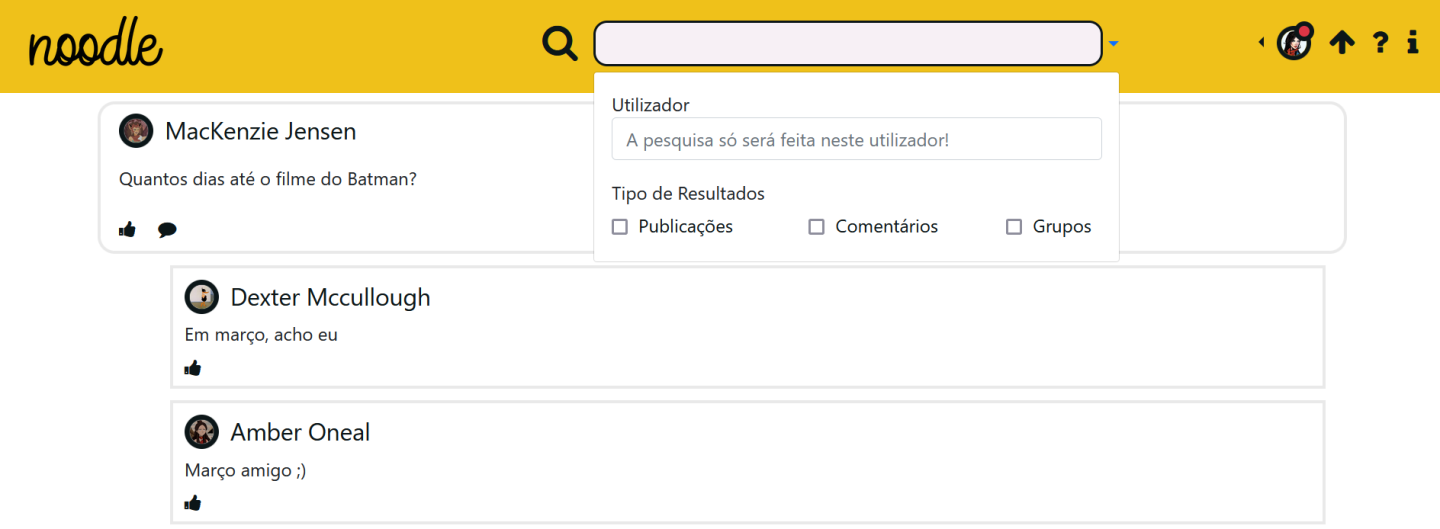 noodle
Utilizador
A pesquisa só será feita neste utilizador!
Tipo de Resultados
Publicações Comentários Grupos
MacKenzie Jensen
Quantos dias até o filme do Batman?
Dexter Mccullough
Em março, acho eu
Amber Oneal
Março amigo ;)